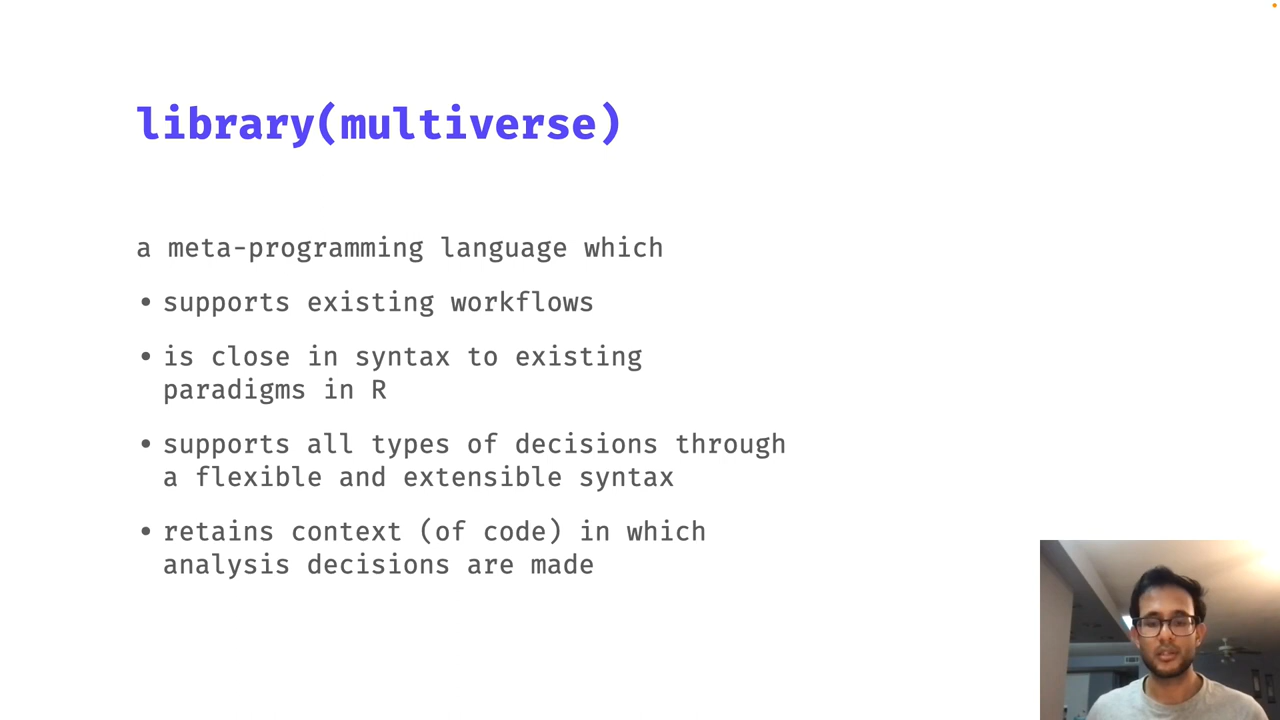 library(multiverse)
a meta-programming language which
• supports existing workflows
• is close in syntax to existing
paradigms in R
• supports all types of decisions through
a flexible and extensible syntax
• retains context (of code) in which
analysis decisions are made